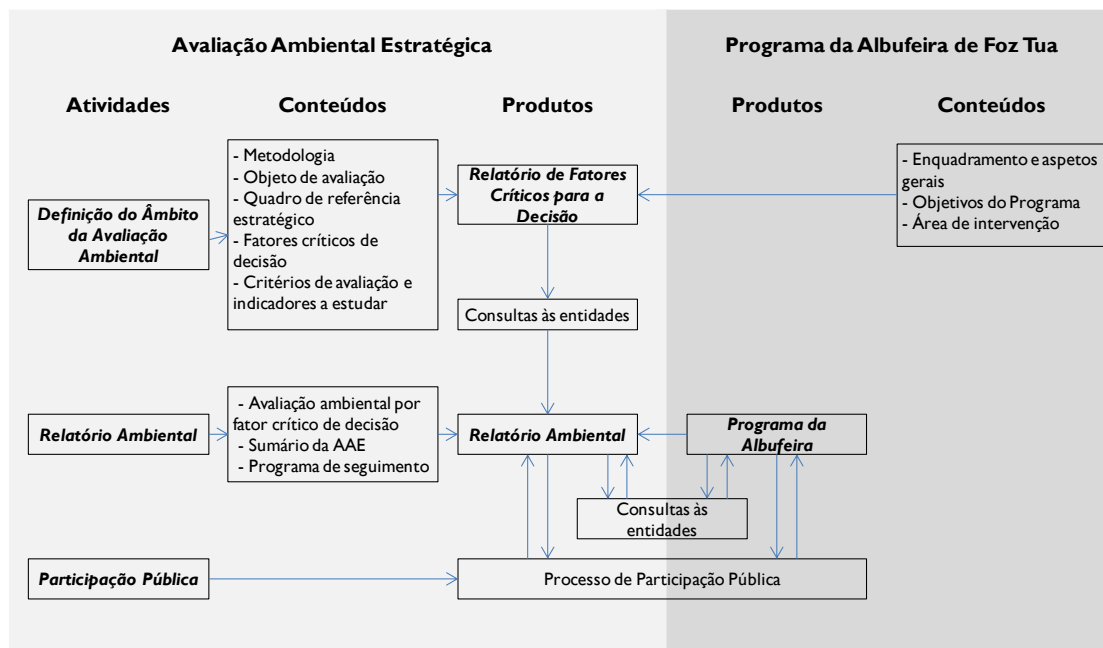 Avaliação Ambiental Estratégica
Programa da Albufeira de Foz Tua
Atividades
Conteúdos
Produtos
Produtos
Conteúdos
Definição do Âmbito
da Avaliação
Ambiental
- Metodologia
- Objeto de avaliação
- Quadro de referência
estratégico
- Fatores críticos de
decisão
- Critérios de avaliação e
indicadores a estudar
Relatório de Fatores
Críticos para a
Decisão
- Enquadramento e aspetos
gerais
- Objetivos do Programa
- Área de intervenção
Consultas às entidades
Relatório Ambiental
- Avaliação ambiental por
fator crítico de decisão
- Sumário da AAE
- Programa de seguimento
Relatório Ambiental
Programa da
Albufeira
Consultas às
entidades
Participação Pública
Processo de Participação Pública